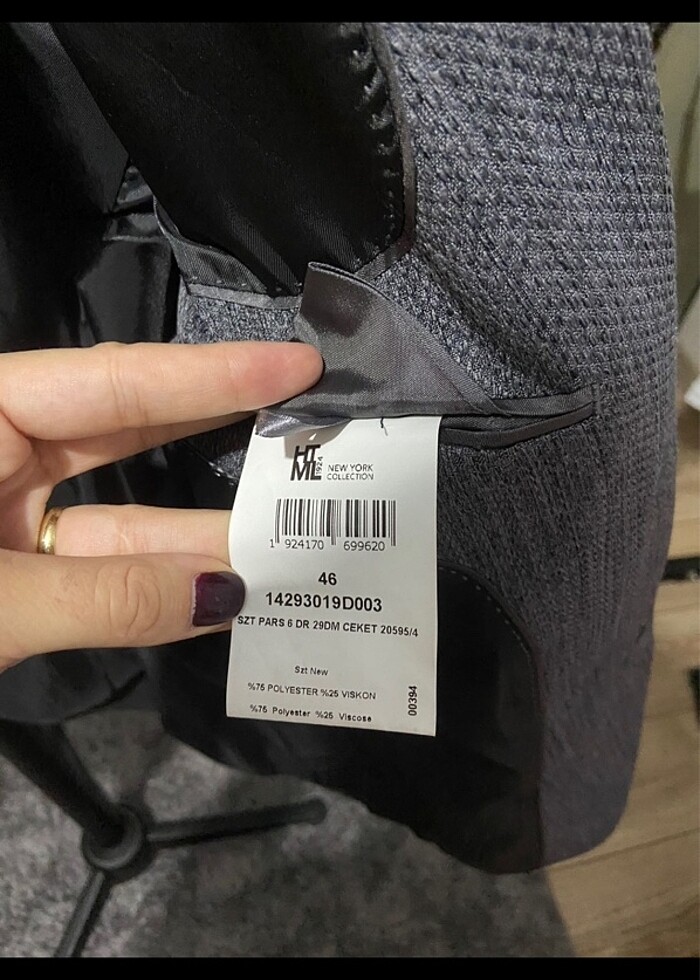 HT
ML 1924
NEW YORK
COLLECTION
1 924170 699620
46
14293019D003
SZT PARS 6 DR 29DM CEKET 20595/4
Szt New
%75 POLYESTER %25 VISKON
%75 Polyester %25 Viscose
00394